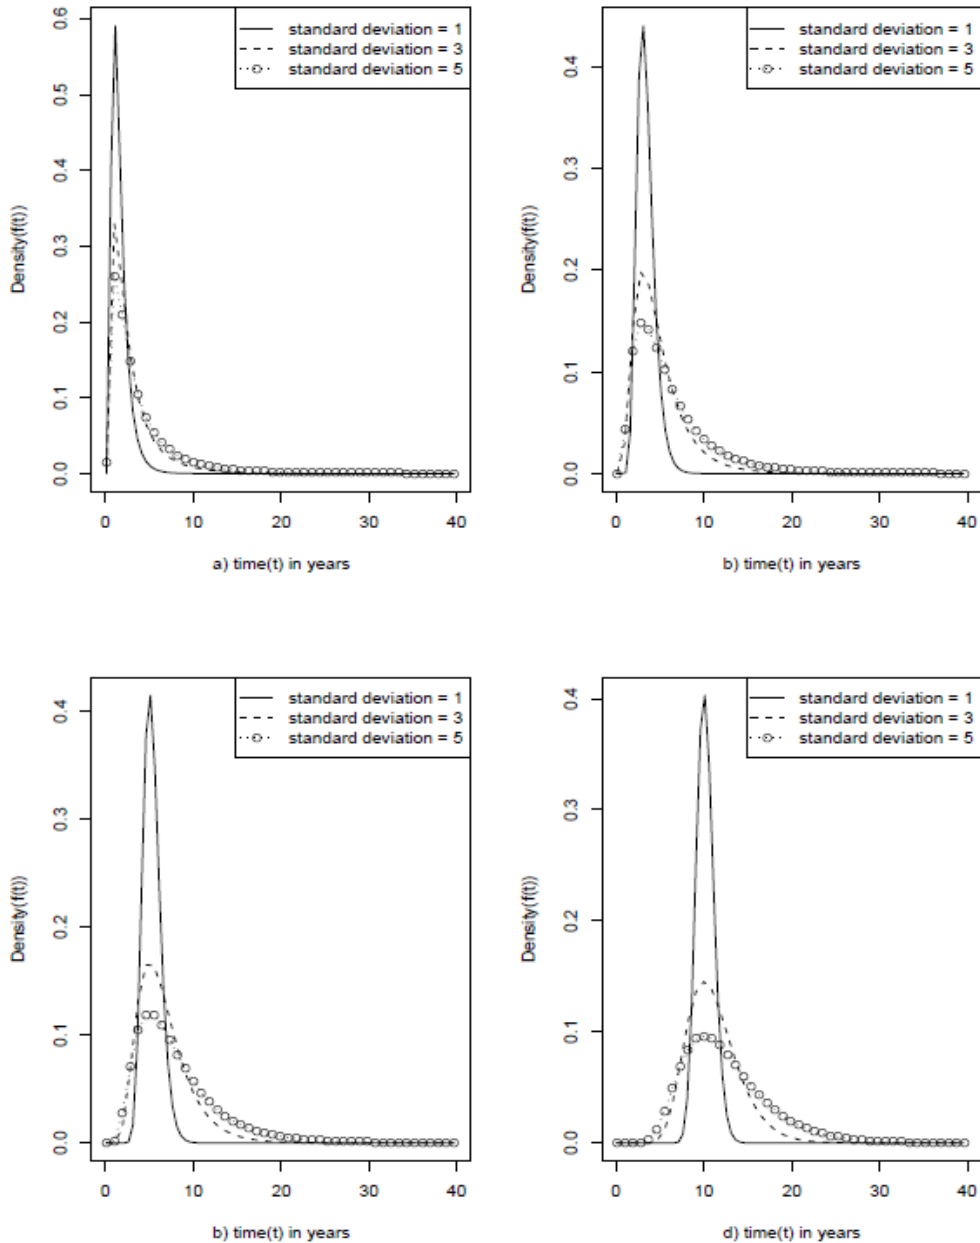 standard deviation = 1
standard deviation = 3
standard deviation = 5
Density(f(t))
0.0
0.1
0.2
0.3
0.4
0.5
0.6
0
10
20
30
40
a) time(t) in years
standard deviation = 1
standard deviation = 3
standard deviation = 5
Density(f(t))
0.0
0.1
0.2
0.3
0.4
0
10
20
30
40
b) time(t) in years
standard deviation = 1
standard deviation = 3
standard deviation = 5
Density(f(t))
0.0
0.1
0.2
0.3
0.4
0
10
20
30
40
b) time(t) in years
standard deviation = 1
standard deviation = 3
standard deviation = 5
Density(f(t))
0.0
0.1
0.2
0.3
0.4
0
10
20
30
40
d) time(t) in years